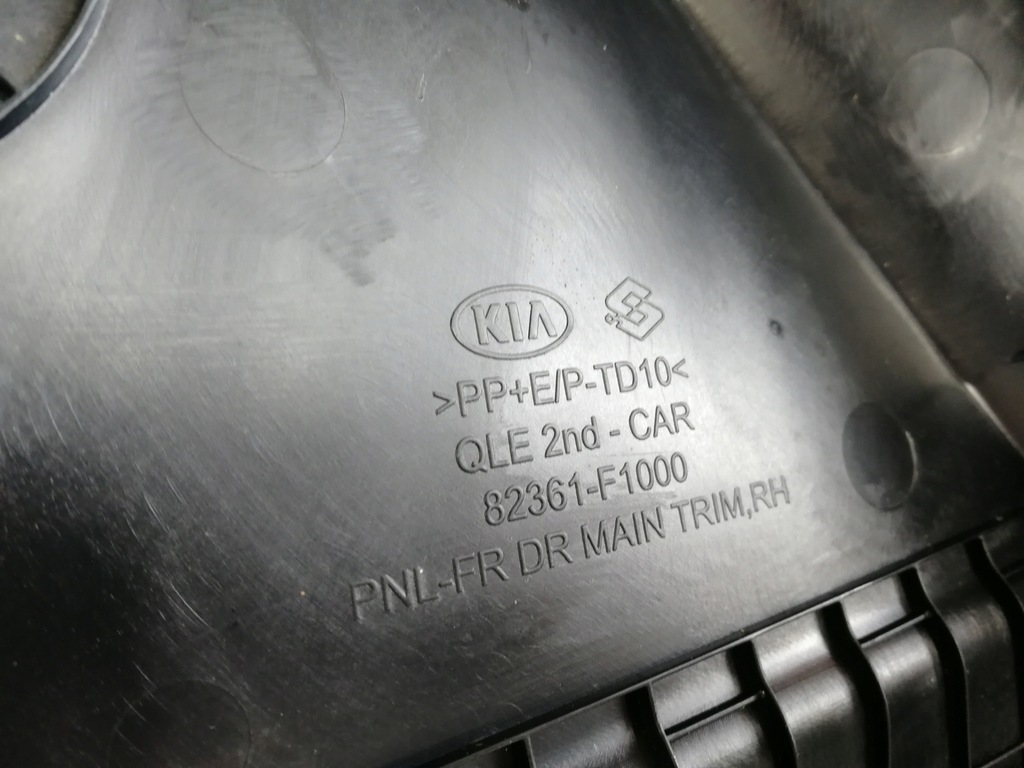 KIA
>PP+E/P-TD10<
QLE 2nd - CAR
82361-F1000
PNL-FR DR MAIN TRIM,RH